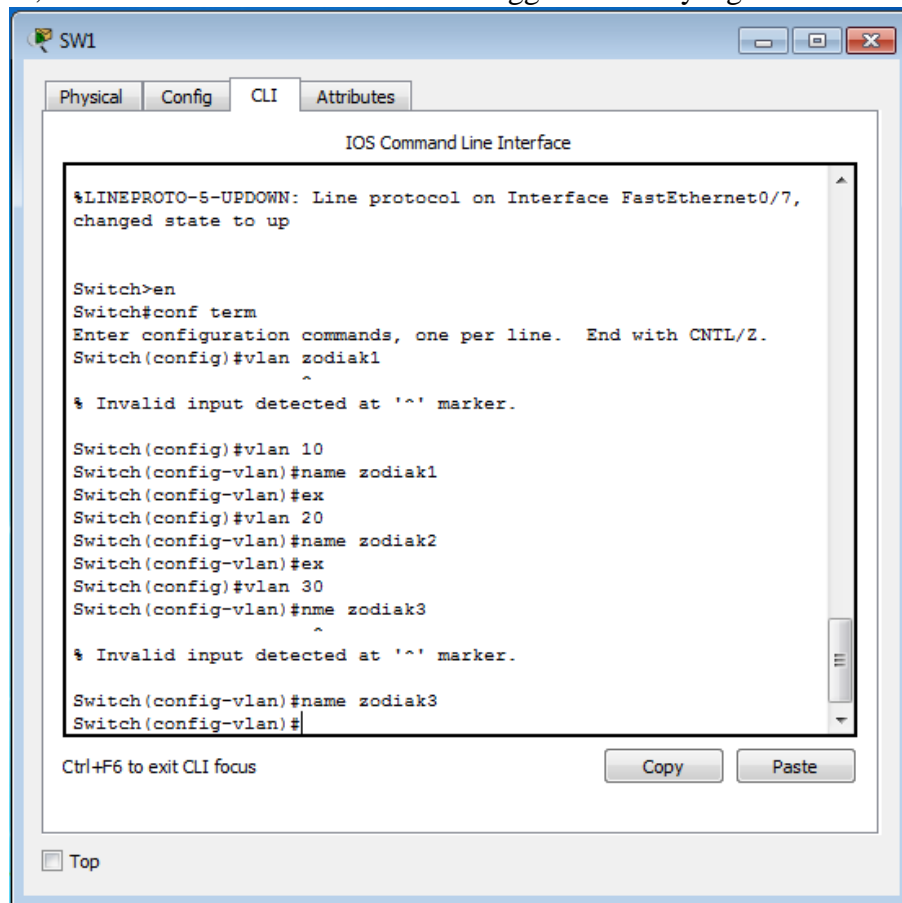 SW1
Physical Config CLI Attributes
IOS Command Line Interface
%LINEPROTO-5-UPDOWN: Line protocol on Interface FastEthernet0/7,
changed state to up
Switch>en
Switch#conf term
Enter configuration commands, one per line. End with CNTL/Z.
Switch(config)#vlan zodiak1
^
% Invalid input detected at '^' marker.
Switch(config)#vlan 10
Switch(config-vlan)#name zodiak1
Switch(config-vlan)#ex
Switch(config)#vlan 20
Switch(config-vlan)#name zodiak2
Switch(config-vlan)#ex
Switch(config)#vlan 30
Switch(config-vlan)#nme zodiak3
^
% Invalid input detected at '^' marker.
Switch(config-vlan)#name zodiak3
Switch(config-vlan)#
Ctrl+F6 to exit CLI focus
Copy Paste
Top